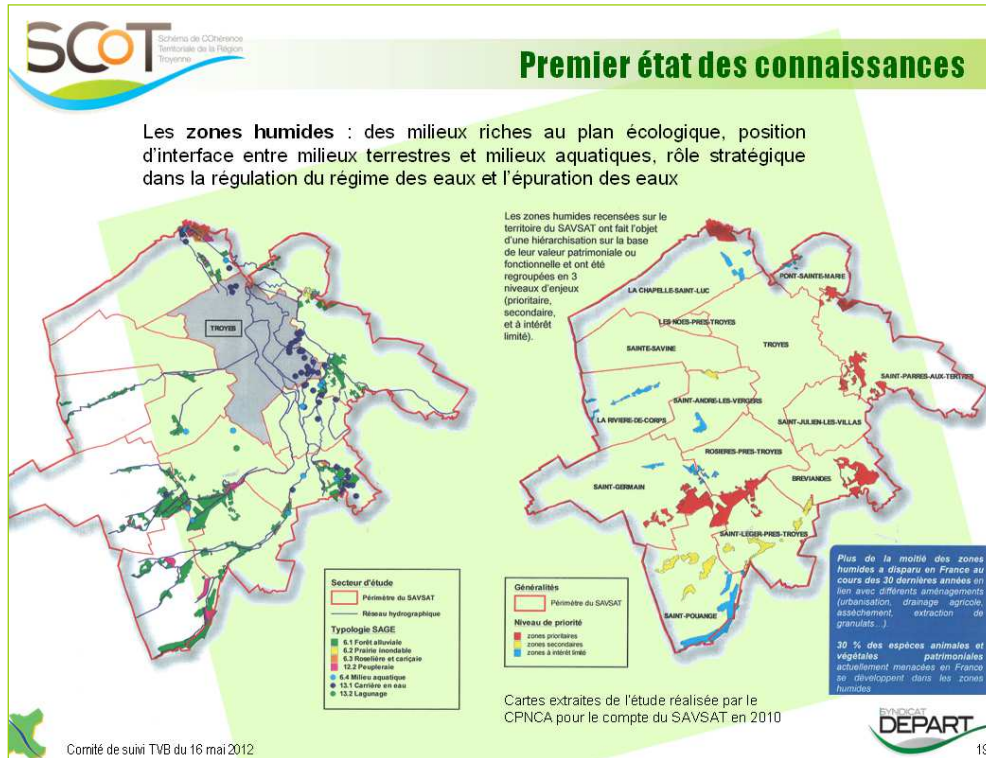 SCOT
Schéma de COhérence
Territoriale de la Région
Troyenne
Premier état des connaissances
Les zones humides : des milieux riches au plan écologique, position
d'interface entre milieux terrestres et milieux aquatiques, rôle stratégique
dans la régulation du régime des eaux et l'épuration des eaux
TROYES
Secteur d'étude
Périmètre du SAVSAT
Réseau hydrographique
Typologie SAGE
6.1 Forêt alluviale
6.2 Prairie inondable
6.3 Roselière et cariçaie
12.2 Peupleraie
6.4 Milieu aquatique
13.1 Carrière en eau
13.2 Lagunage
Les zones humides recensées sur le
territoire du SAVSAT ont fait l'objet
d'une hiérarchisation sur la base
de leur valeur patrimoniale ou
fonctionnelle et ont été
regroupées en 3
niveaux d'enjeux
(prioritaire,
secondaire,
et à intérêt
limité).
PONT-SAINTE-MARIE
LA CHAPELLE-SAINT-LUC
LES NOES-PRES-TROYES
TROYES
SAINTE-SAVINE
SAINT-PARRES-AUX-TERTRES
SAINT-ANDRE-LES-VERGERS
LA RIVIERE-DE-CORPS
SAINT-JULIEN-LES-VILLAS
ROSIERES-PRES-TROYES
SAINT-GERMAIN
BREVIANDES
SAINT-LEGER-PRES-TROYES
SAINT-POUANGE
Généralités
Périmètre du SAVSAT
Niveau de priorité
zones prioritaires
zones secondaires
zones à intérêt limité
Plus de la moitié des zones
humides a disparu en France au
cours des 30 dernières années en
lien avec différents aménagements
(urbanisation, drainage agricole,
assèchement, extraction de
granulats...).
30 % des espèces animales et
végétales patrimoniales
actuellement menacées en France
se développent dans les zones
humides
Cartes extraites de l'étude réalisée par le
CPNCA pour le compte du SAVSAT en 2010
SYNDICAT
DEPART
Comité de suivi TVB du 16 mai 2012
19